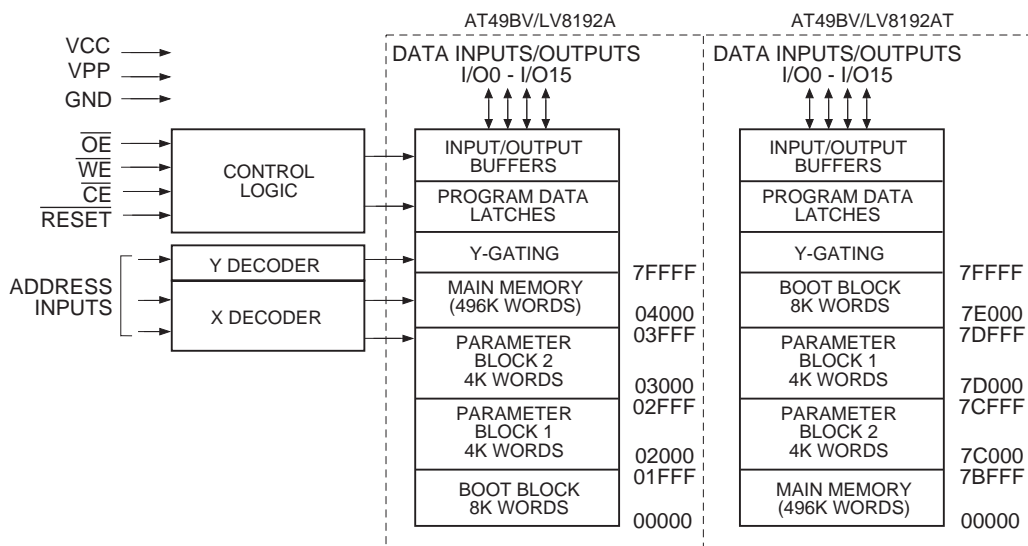 AT49BV/LV8192A
AT49BV/LV8192AT
VCC
VPP
GND
OE
WE
CE
RESET
ADDRESS
INPUTS
CONTROL
LOGIC
Y DECODER
X DECODER
DATA INPUTS/OUTPUTS
I/O0 - I/O15
INPUT/OUTPUT
BUFFERS
PROGRAM DATA
LATCHES
Y-GATING
MAIN MEMORY
(496K WORDS)
PARAMETER
BLOCK 2
4K WORDS
PARAMETER
BLOCK 1
4K WORDS
BOOT BLOCK
8K WORDS
7FFFF
04000
03FFF
03000
02FFF
02000
01FFF
00000
DATA INPUTS/OUTPUTS
I/O0 - I/O15
INPUT/OUTPUT
BUFFERS
PROGRAM DATA
LATCHES
Y-GATING
BOOT BLOCK
8K WORDS
PARAMETER
BLOCK 1
4K WORDS
PARAMETER
BLOCK 2
4K WORDS
MAIN MEMORY
(496K WORDS)
7FFFF
7E000
7DFFF
7D000
7CFFF
7C000
7BFFF
00000